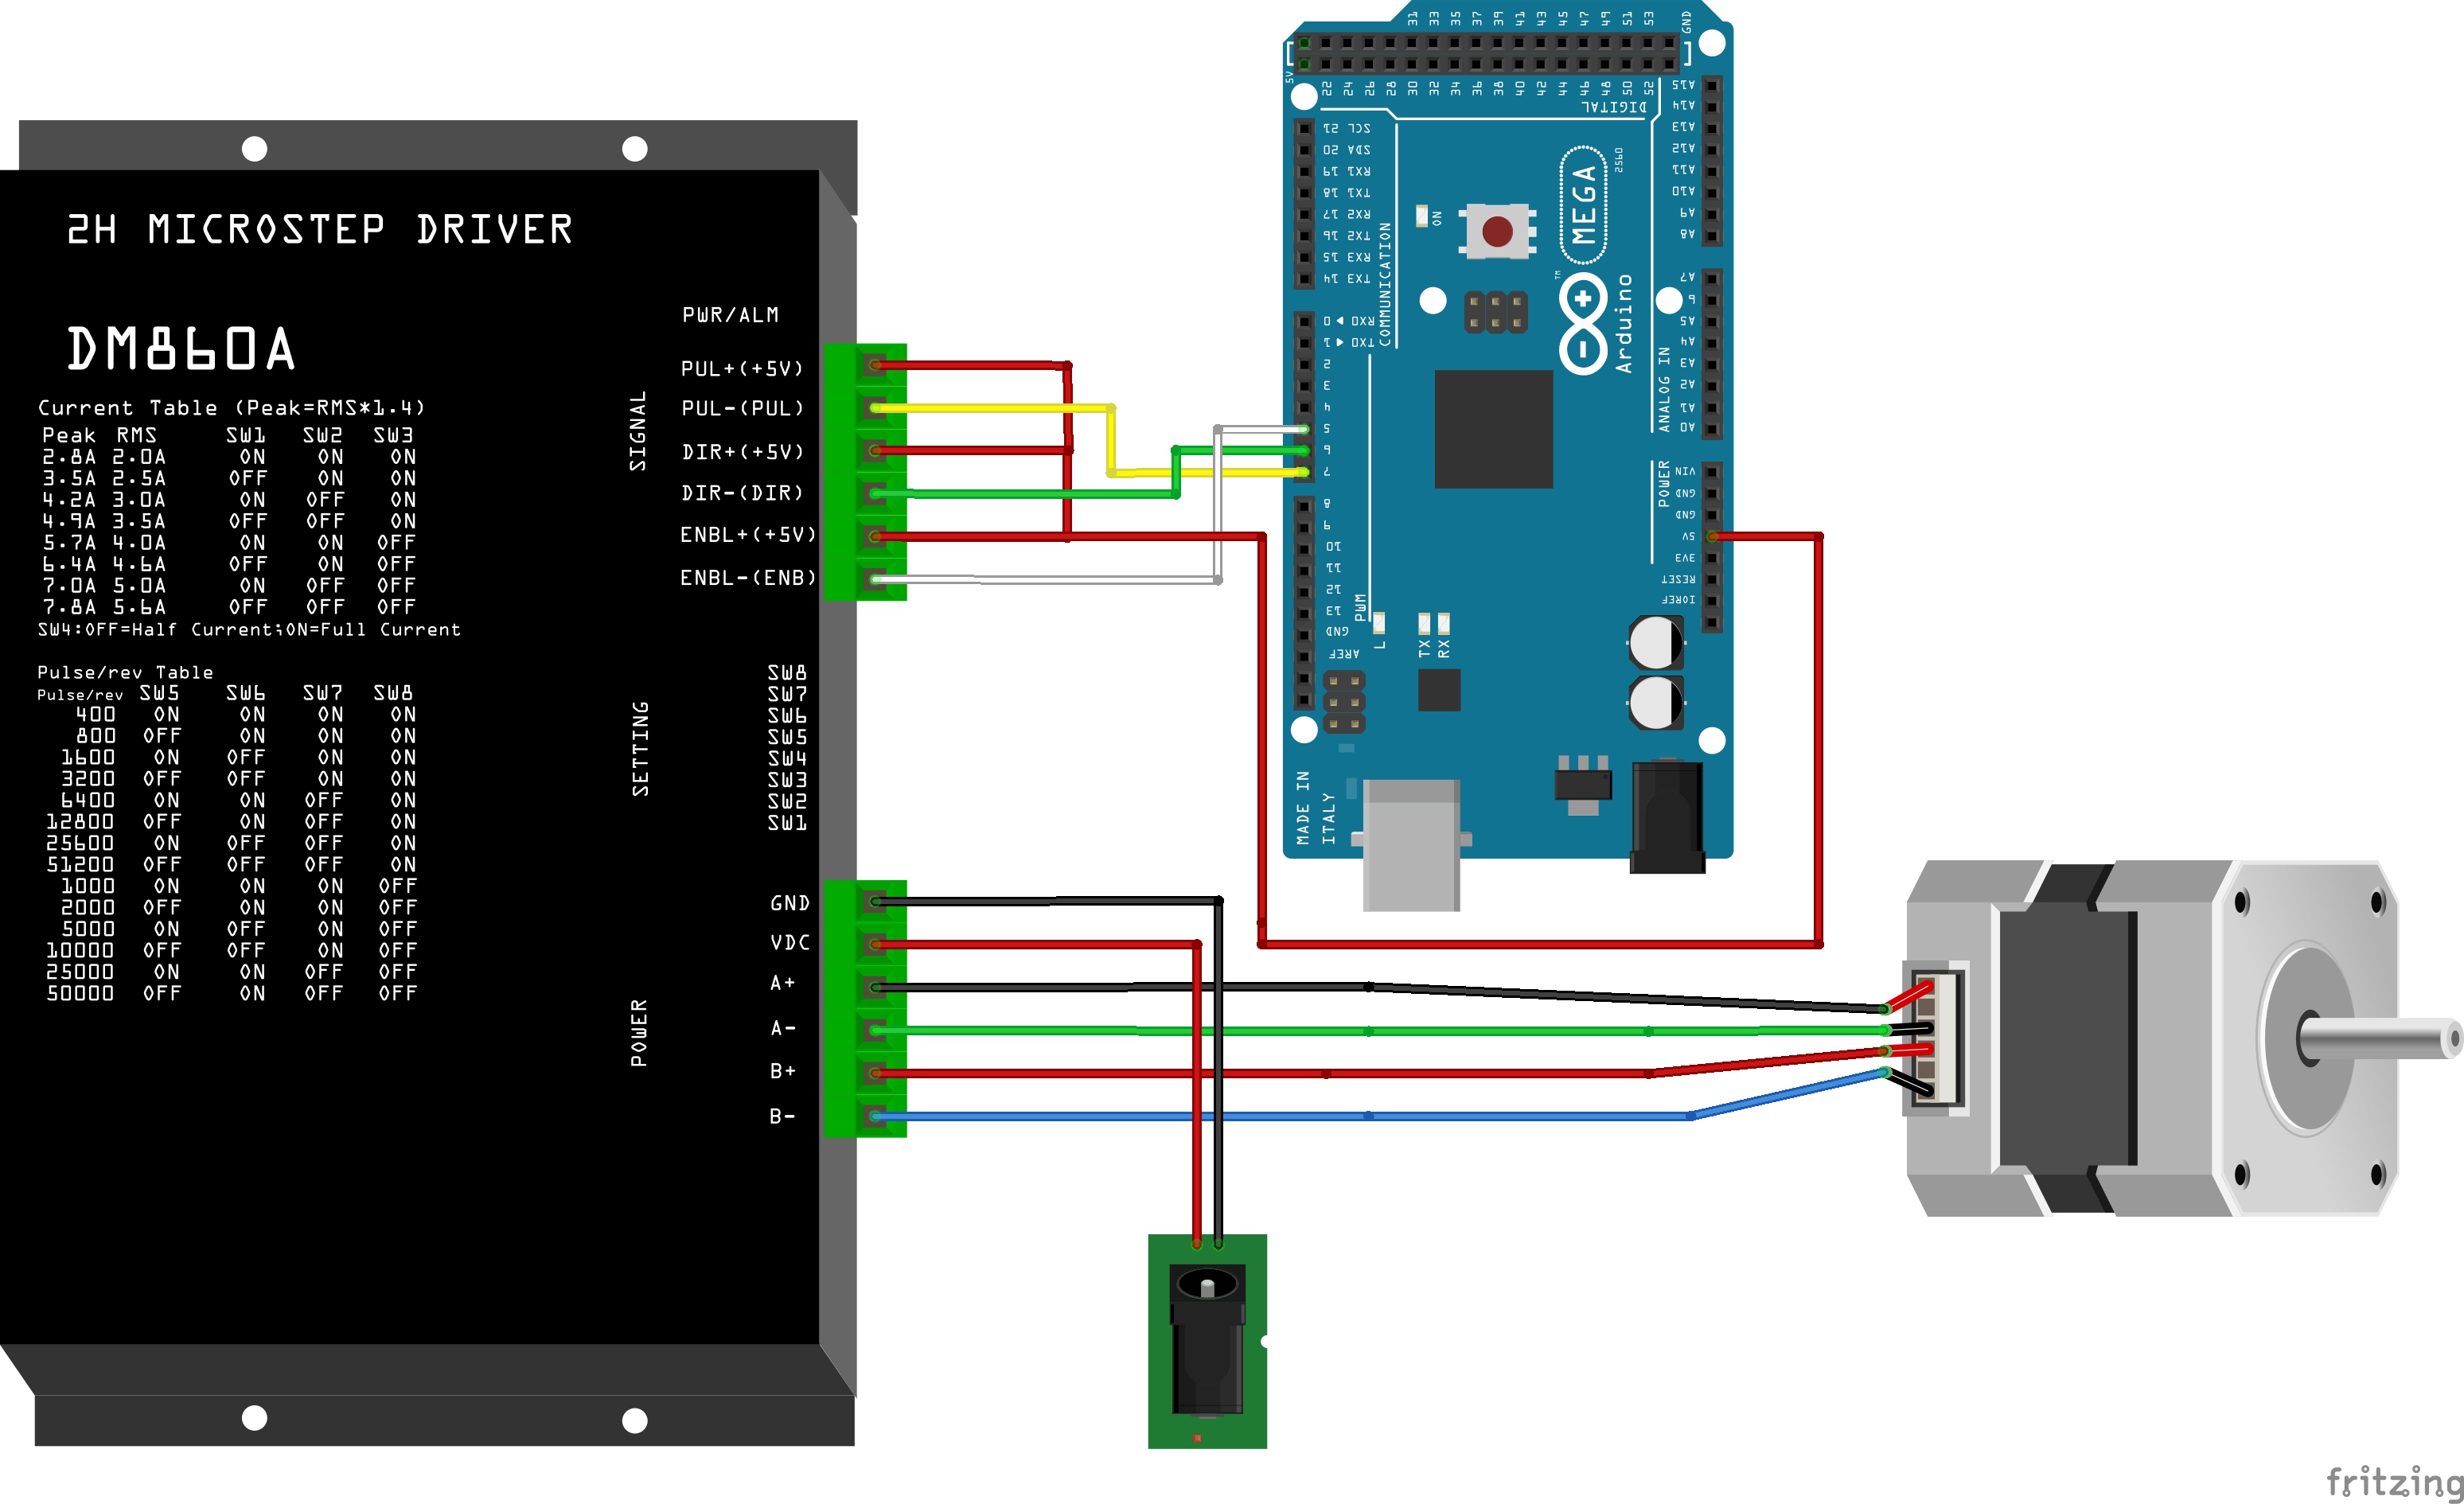 2H MICROSTEP DRIVER
DM860A
Current Table (Peak=RMS*1.4)
Peak RMS SW1 SW2 SW3
2.8A 2.0A ON ON ON
3.5A 2.5A OFF ON ON
4.2A 3.0A ON OFF ON
4.9A 3.5A OFF OFF ON
5.7A 4.0A ON ON OFF
6.4A 4.6A OFF ON OFF
7.0A 5.0A ON OFF OFF
7.8A 5.6A OFF OFF OFF
SW4:OFF=Half Current;ON=Full Current
Pulse/rev Table
Pulse/rev SW5 SW6 SW7 SW8
400 ON ON ON ON
800 OFF ON ON ON
1600 ON OFF ON ON
3200 OFF OFF ON ON
6400 ON ON OFF ON
12800 OFF ON OFF ON
25600 ON OFF OFF ON
51200 OFF OFF OFF ON
1000 ON ON ON OFF
2000 OFF ON ON OFF
5000 ON OFF ON OFF
10000 OFF OFF ON OFF
25000 ON ON OFF OFF
50000 OFF ON OFF OFF
PWR/ALM
SIGNAL
PUL+(+5V)
PUL-(PUL)
DIR+(+5V)
DIR-(DIR)
ENBL+(+5V)
ENBL-(ENB)
SETTING
SW8
SW7
SW6
SW5
SW4
SW3
SW2
SW1
POWER
GND
VDC
A+
A-
B+
B-
31 33 35 37 39 41 43 45 47 49 51 53 GND
5V
22 24 26 28 30 32 34 36 38 40 42 44 46 48 50 52
DIGITAL
SCL 21
SDA 20
RX1 19
TX1 18
RX2 17
TX2 16
RX3 15
TX3 14
RX0 ◄ 0
TX0 ► 1
2
3
4
5
6
7
8
9
10
11
12
13
GND
AREF
COMMUNICATION
PWM
L
TX
RX
ON
MEGA
2560
TM
Arduino
A15
A14
A13
A12
A11
A10
A9
A8
A7
6
A5
A4
A3
A2
A1
A0
ANALOG IN
POWER
VIN
GND
GND
5V
3V3
RESET
IOREF
MADE IN
ITALY
fritzing